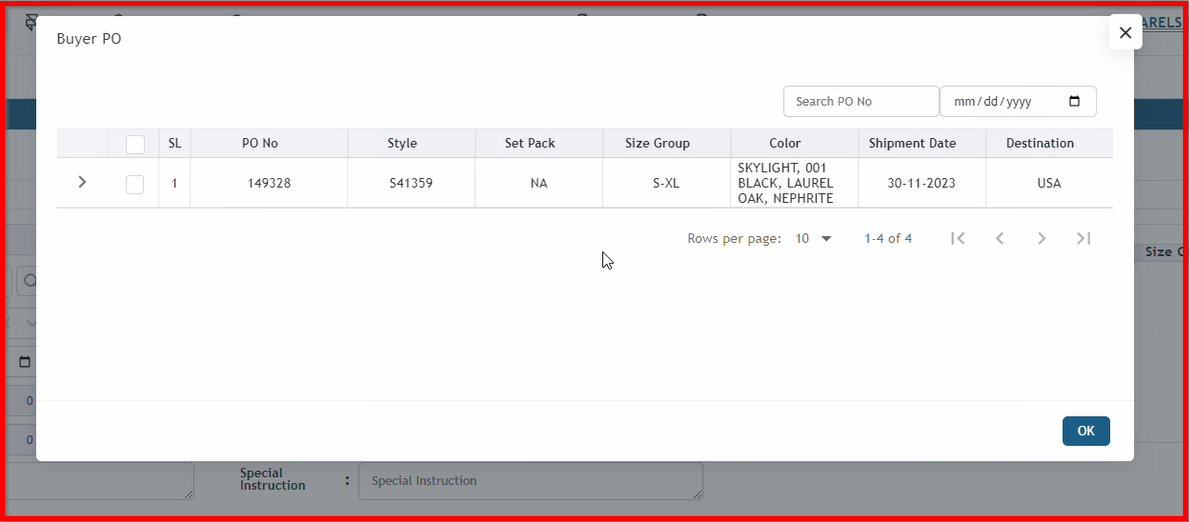 ARELS
Buyer PO
Search PO No
mm/dd/yyyy
SL PO No Style Set Pack Size Group Color Shipment Date Destination
1 149328 S41359 NA S-XL SKYLIGHT, 001 30-11-2023 USA
BLACK, LAUREL
OAK, NEPHRITE
Rows per page: 10 1-4 of 4
Size
0
OK
0
Special
Instruction : Special Instruction